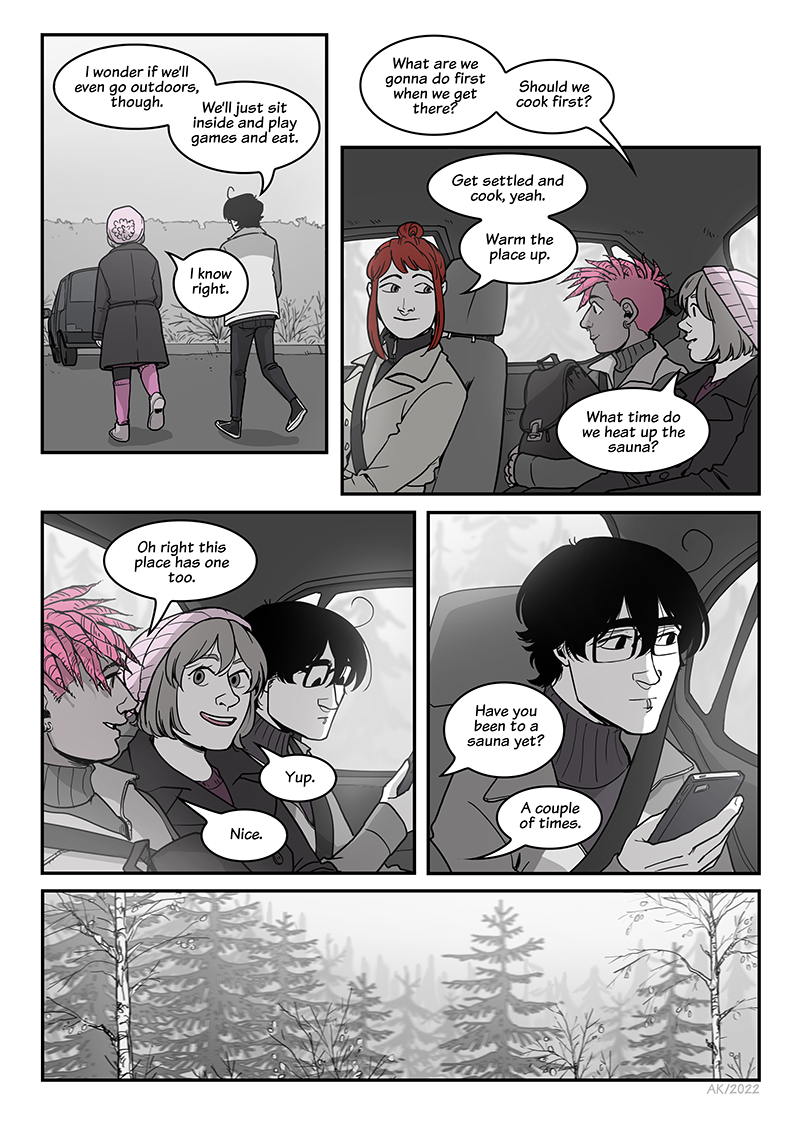 I wonder if we'll
even go outdoors,
though.
We'll just sit
inside and play
games and eat.
I know
right.
What are we
gonna do first
when we get
there?
Should we
cook first?
Get settled and
cook, yeah.
Warm the
place up.
What time do
we heat up the
sauna?
Oh right this
place has one
too.
Yup.
Nice.
Have you
been to a
sauna yet?
A couple
of times.
AK/2022